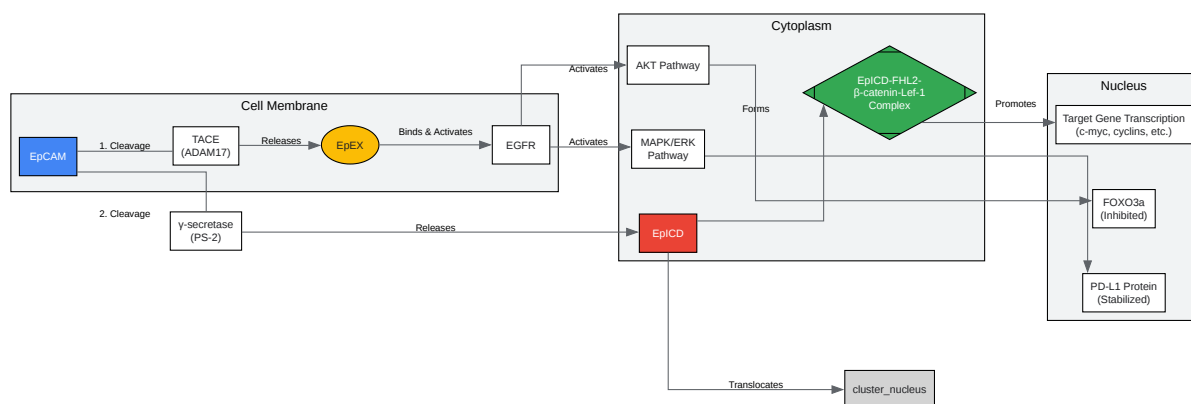 Cytoplasm
Cell Membrane
Nucleus
EpCAM
1. Cleavage
TACE
(ADAM17)
Releases
EpEX
Binds & Activates
EGFR
Activates
AKT Pathway
Activates
MAPK/ERK
Pathway
Forms
EpICD-FHL2-
β-catenin-Lef-1
Complex
Promotes
Target Gene Transcription
(c-myc, cyclins, etc.)
2. Cleavage
γ-secretase
(PS-2)
Releases
EpICD
FOXO3a
(Inhibited)
PD-L1 Protein
(Stabilized)
Translocates
cluster_nucleus